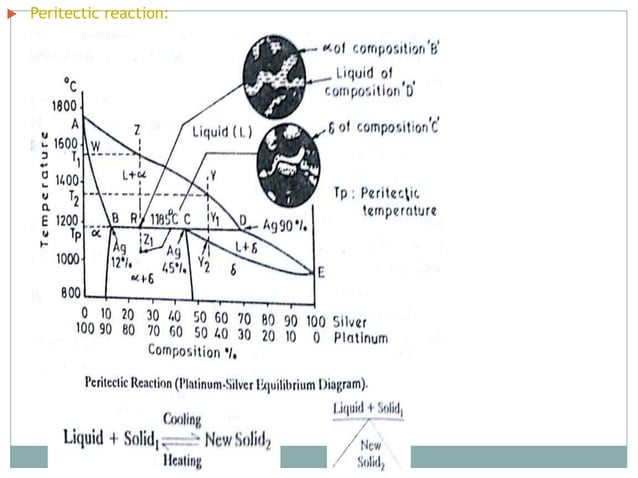 Peritectic reaction:
α of composition 'B'
Liquid of
composition 'D'
δ of composition 'C'
Tp : Peritectic
temperature
°C
1800
A
1600
W
T1
1400
T2
1200
Tp
1000
800
Temperature
Z
Liquid (L)
L+α
Y
B R 1185°C C Y1 D
Ag 90%
α
Z1
Ag
12%
Ag
45%
Y2
L+δ
δ
α+δ
E
0 10 20 30 40 50 60 70 80 90 100 Silver
100 90 80 70 60 50 40 30 20 10 0 Platinum
Composition %
Peritectic Reaction (Platinum-Silver Equilibrium Diagram).
Cooling
Liquid + Solid1 ⇌ New Solid2
Heating
Liquid + Solid1
New
Solid2